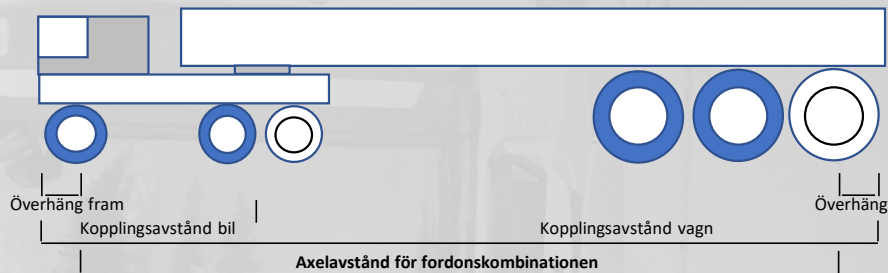 Överhäng fram
Överhäng
Kopplingsavstånd bil
Kopplingsavstånd vagn
Axelavstånd för fordonskombinationen